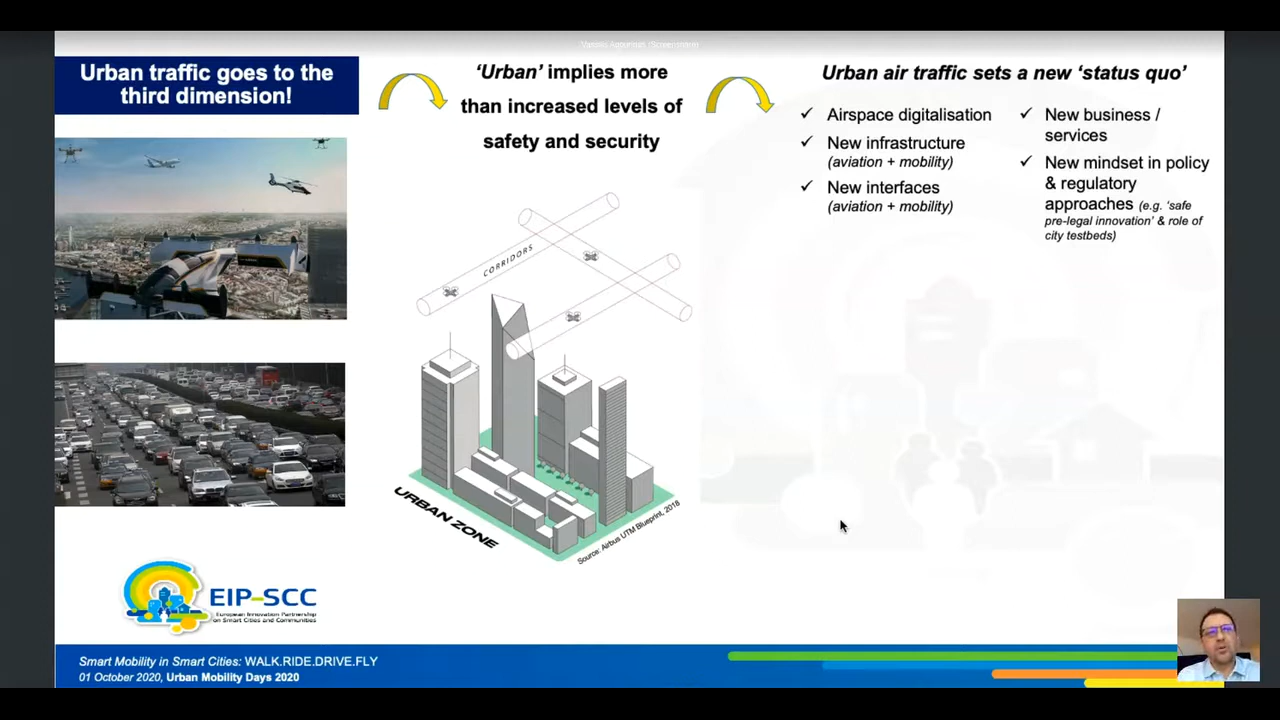 Urban traffic goes to the
third dimension!
‘Urban’ implies more
than increased levels of
safety and security
Urban air traffic sets a new ‘status quo’
✓ Airspace digitalisation
✓ New infrastructure
(aviation + mobility)
✓ New interfaces
(aviation + mobility)
✓ New business /
services
✓ New mindset in policy
& regulatory
approaches (e.g. ‘safe
pre-legal innovation’ & role of
city testbeds)
CORRIDORS
URBAN ZONE
Source: Airbus UTM Blueprint, 2018
EIP-SCC
European Innovation Partnership
on Smart Cities and Communities
Smart Mobility in Smart Cities: WALK.RIDE.DRIVE.FLY
01 October 2020, Urban Mobility Days 2020